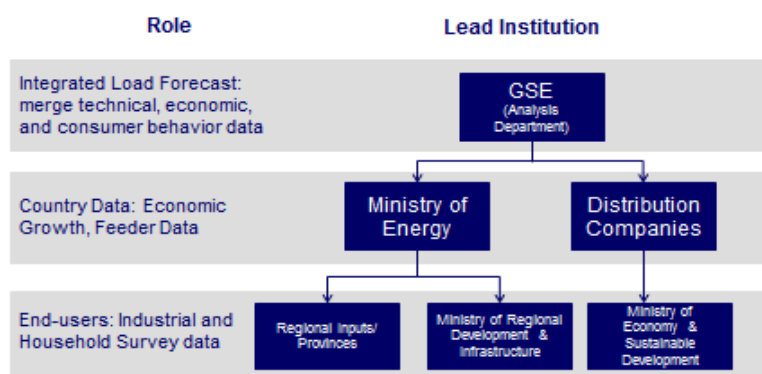 Role
Lead Institution
Integrated Load Forecast:
merge technical, economic,
and consumer behavior data
GSE
(Analysis
Department)
Country Data: Economic
Growth, Feeder Data
Ministry of
Energy
Distribution
Companies
End-users: Industrial and
Household Survey data
Regional Inputs/
Provinces
Ministry of Regional
Development &
Infrastructure
Ministry of
Economy &
Sustainable
Development